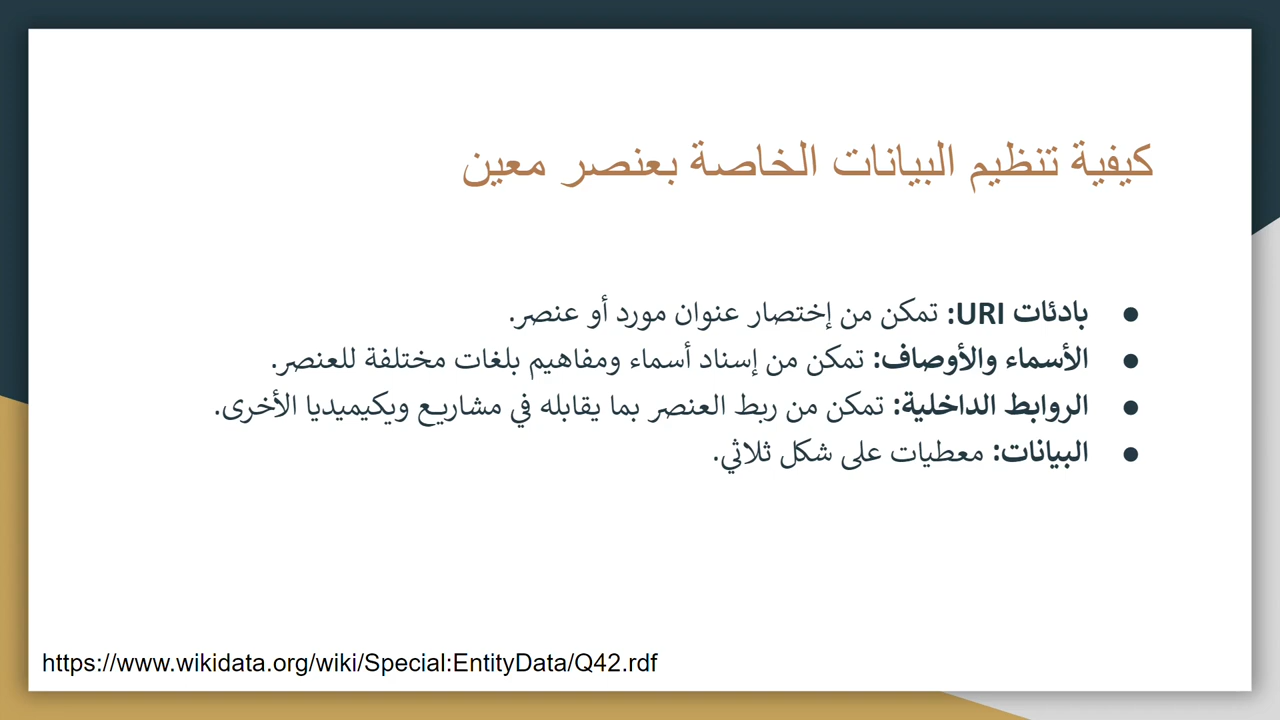 كيفية تنظيم البيانات الخاصة بعنصر معين
● بادئات URI: تمكن من إختصار عنوان مورد أو عنصر.
● الأسماء والأوصاف: تمكن من إسناد أسماء ومفاهيم بلغات مختلفة للعنصر.
● الروابط الداخلية: تمكن من ربط العنصر بما يقابله في مشاريع ويكيميديا الأخرى.
● البيانات: معطيات على شكل ثلاثي.
https://www.wikidata.org/wiki/Special:EntityData/Q42.rdf